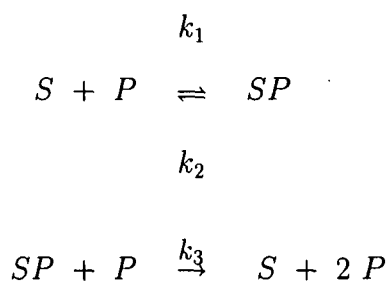 k₁
S + P ⇌ SP
k₂
k₃
SP + P → S + 2 P